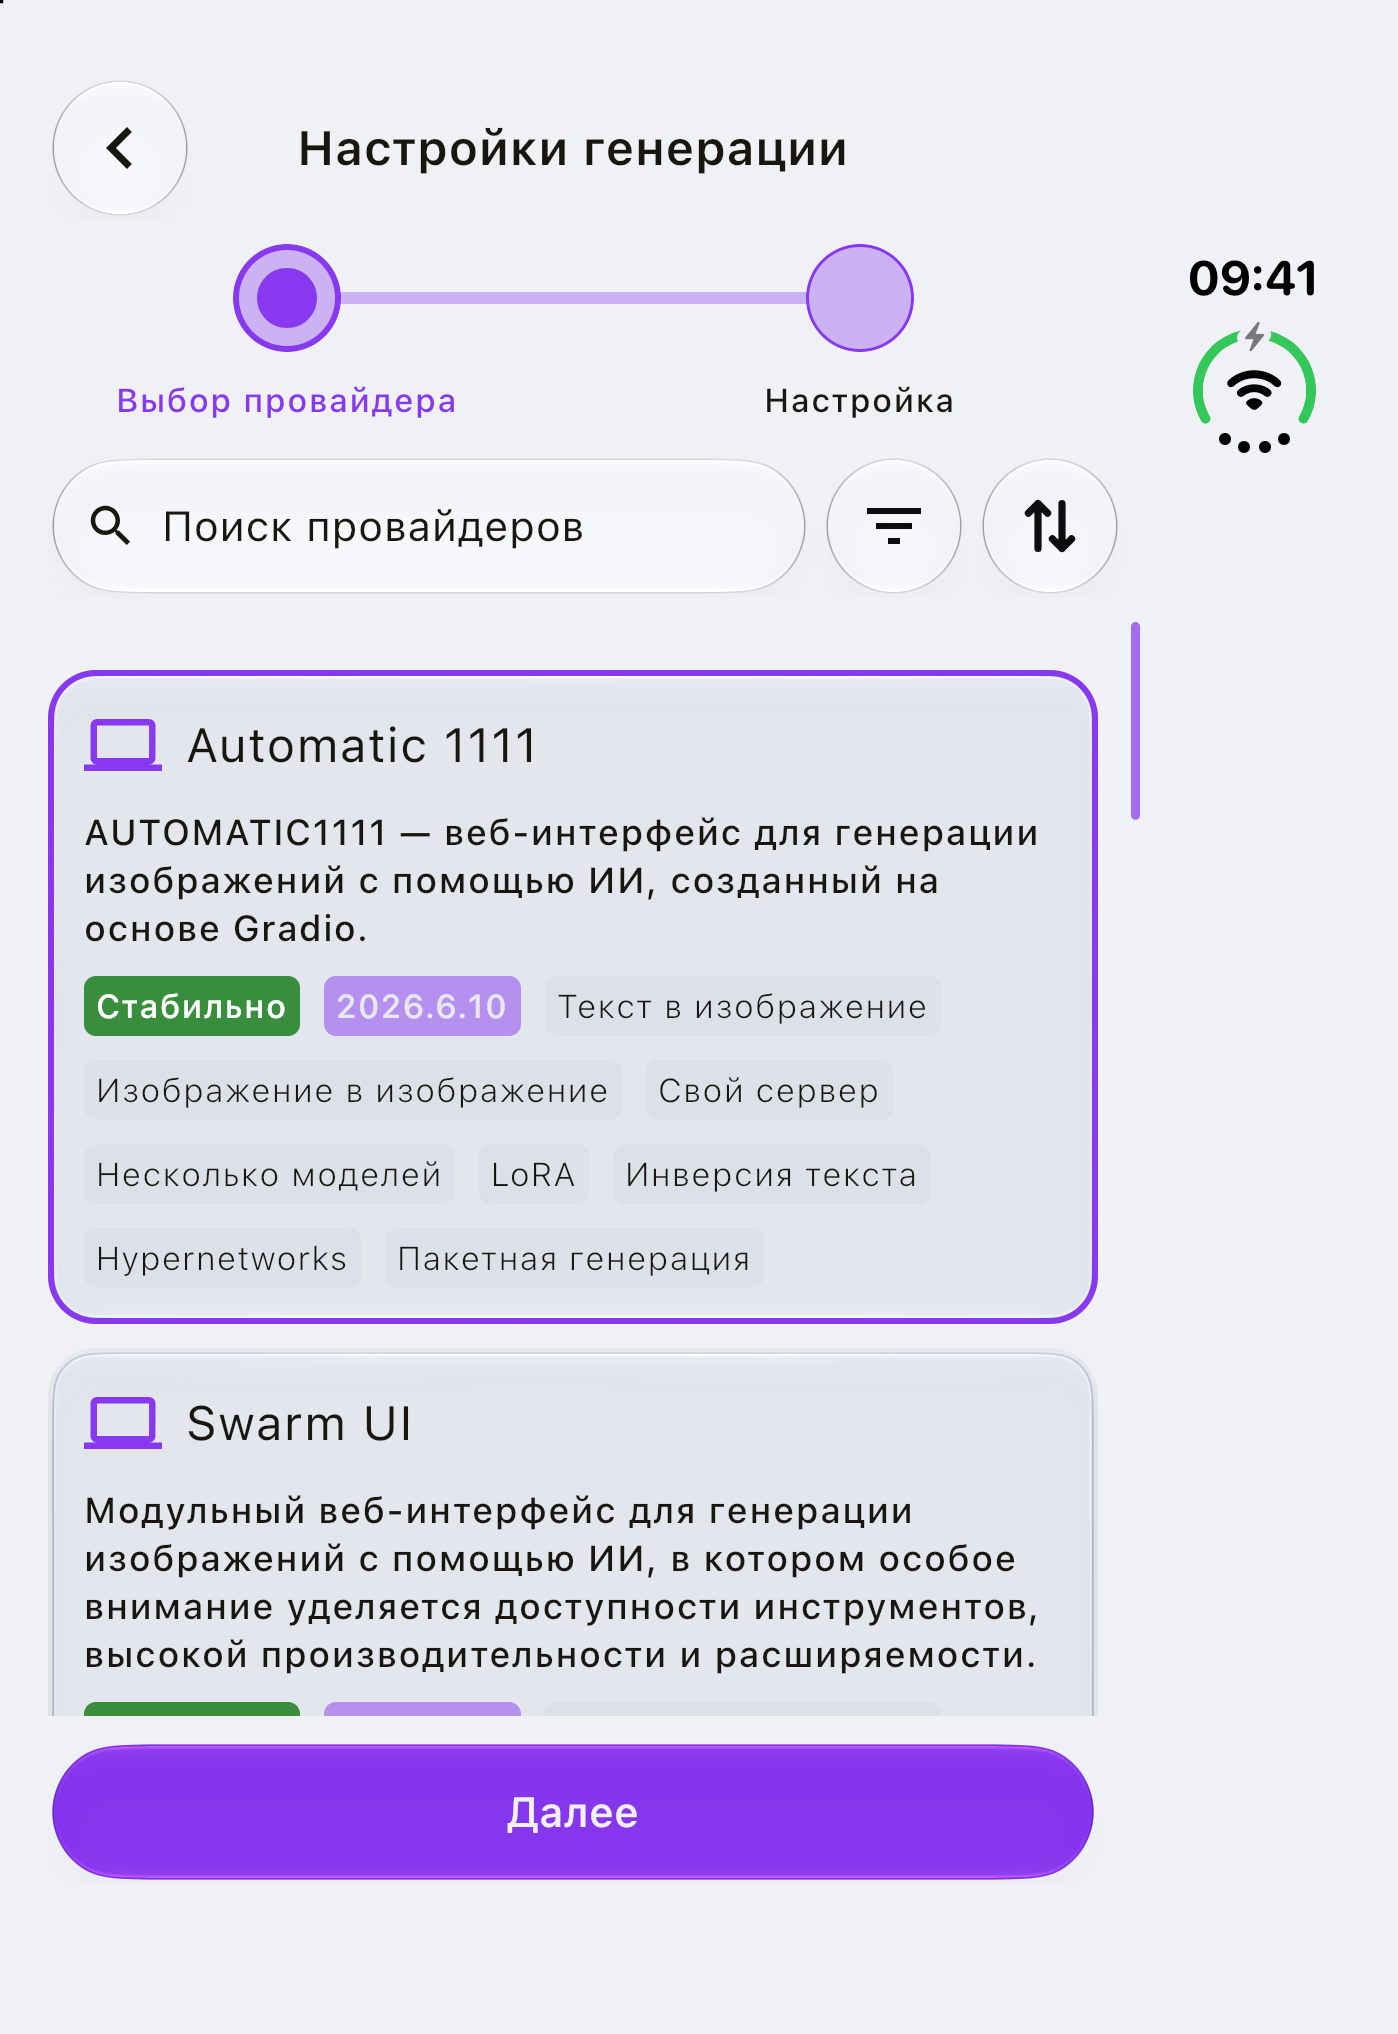 Настройки генерации
09:41
Выбор провайдера
Настройка
Поиск провайдеров
Automatic 1111
AUTOMATIC1111 — веб-интерфейс для генерации
изображений с помощью ИИ, созданный на
основе Gradio.
Стабильно 2026.6.10 Текст в изображение
Изображение в изображение Свой сервер
Несколько моделей LoRA Инверсия текста
Hypernetworks Пакетная генерация
Swarm UI
Модульный веб-интерфейс для генерации
изображений с помощью ИИ, в котором особое
внимание уделяется доступности инструментов,
высокой производительности и расширяемости.
Далее